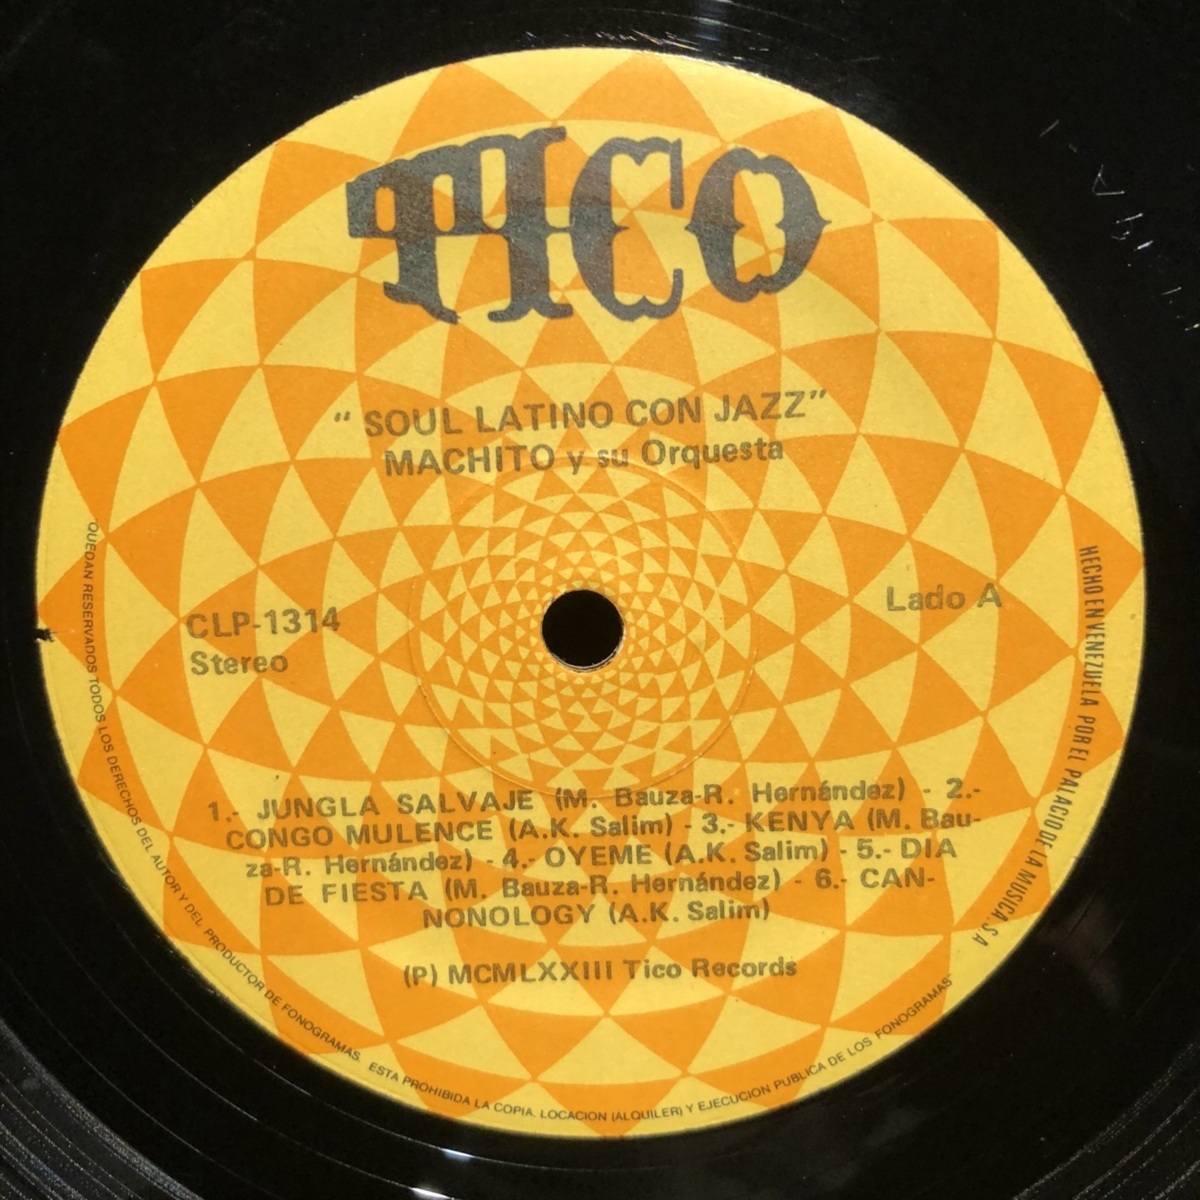 TICO
“ SOUL LATINO CON JAZZ”
MACHITO y su Orquesta
CLP-1314
Stereo
Lado A
1.- JUNGLA SALVAJE (M. Bauza-R. Hernández) - 2.-
CONGO MULENCE (A.K. Salim) - 3.- KENYA (M. Bau-
za-R. Hernández) - 4.- OYEME (A.K. Salim) - 5.- DIA
DE FIESTA (M. Bauza-R. Hernández) - 6.- CAN-
NONOLOGY (A.K. Salim)
(P) MCMLXXIII Tico Records
QUEDAN RESERVADOS TODOS LOS DERECHOS DEL AUTOR Y DEL PRODUCTOR DE FONOGRAMAS. ESTA PROHIBIDA LA COPIA. LOCACION (ALQUILER) Y EJECUCION PUBLICA DE LOS FONOGRAMAS
HECHO EN VENEZUELA POR EL PALACIO DE LA MUSICA. S.A